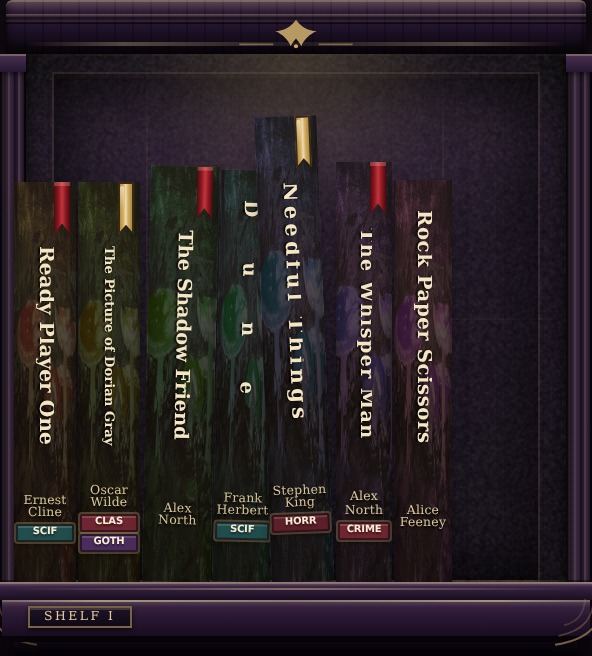 Ready Player One
Ernest
Cline
SCIF
The Picture of Dorian Gray
Oscar
Wilde
CLAS
GOTH
The Shadow Friend
Alex
North
Dune
Frank
Herbert
SCIF
Needful Things
Stephen
King
HORR
The Whisper Man
Alex
North
CRIME
Rock Paper Scissors
Alice
Feeney
SHELF I